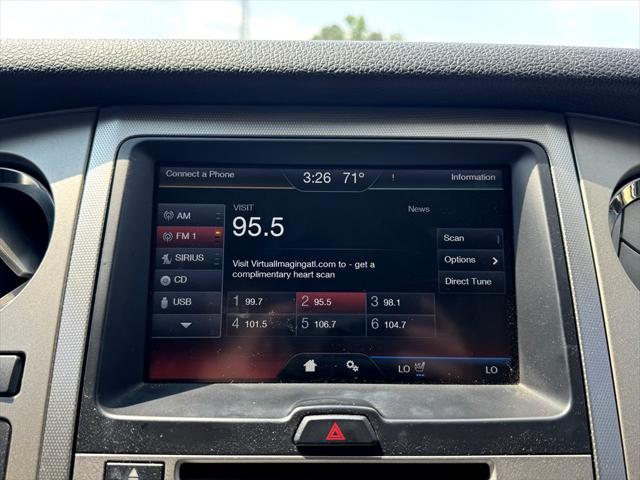 Connect a Phone 3:26 71° ! Information
AM
FM 1
SIRIUS
CD
USB
VISIT
95.5
News
Visit VirtualImagingatl.com to - get a
complimentary heart scan
Scan
Options
Direct Tune
1 99.7 2 95.5 3 98.1
4 101.5 5 106.7 6 104.7
LO LO